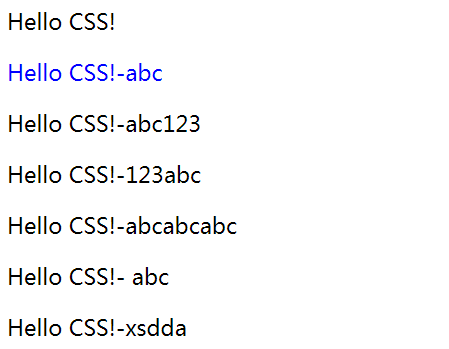 Hello CSS!
Hello CSS!-abc
Hello CSS!-abc123
Hello CSS!-123abc
Hello CSS!-abcabcabc
Hello CSS!- abc
Hello CSS!-xsdda